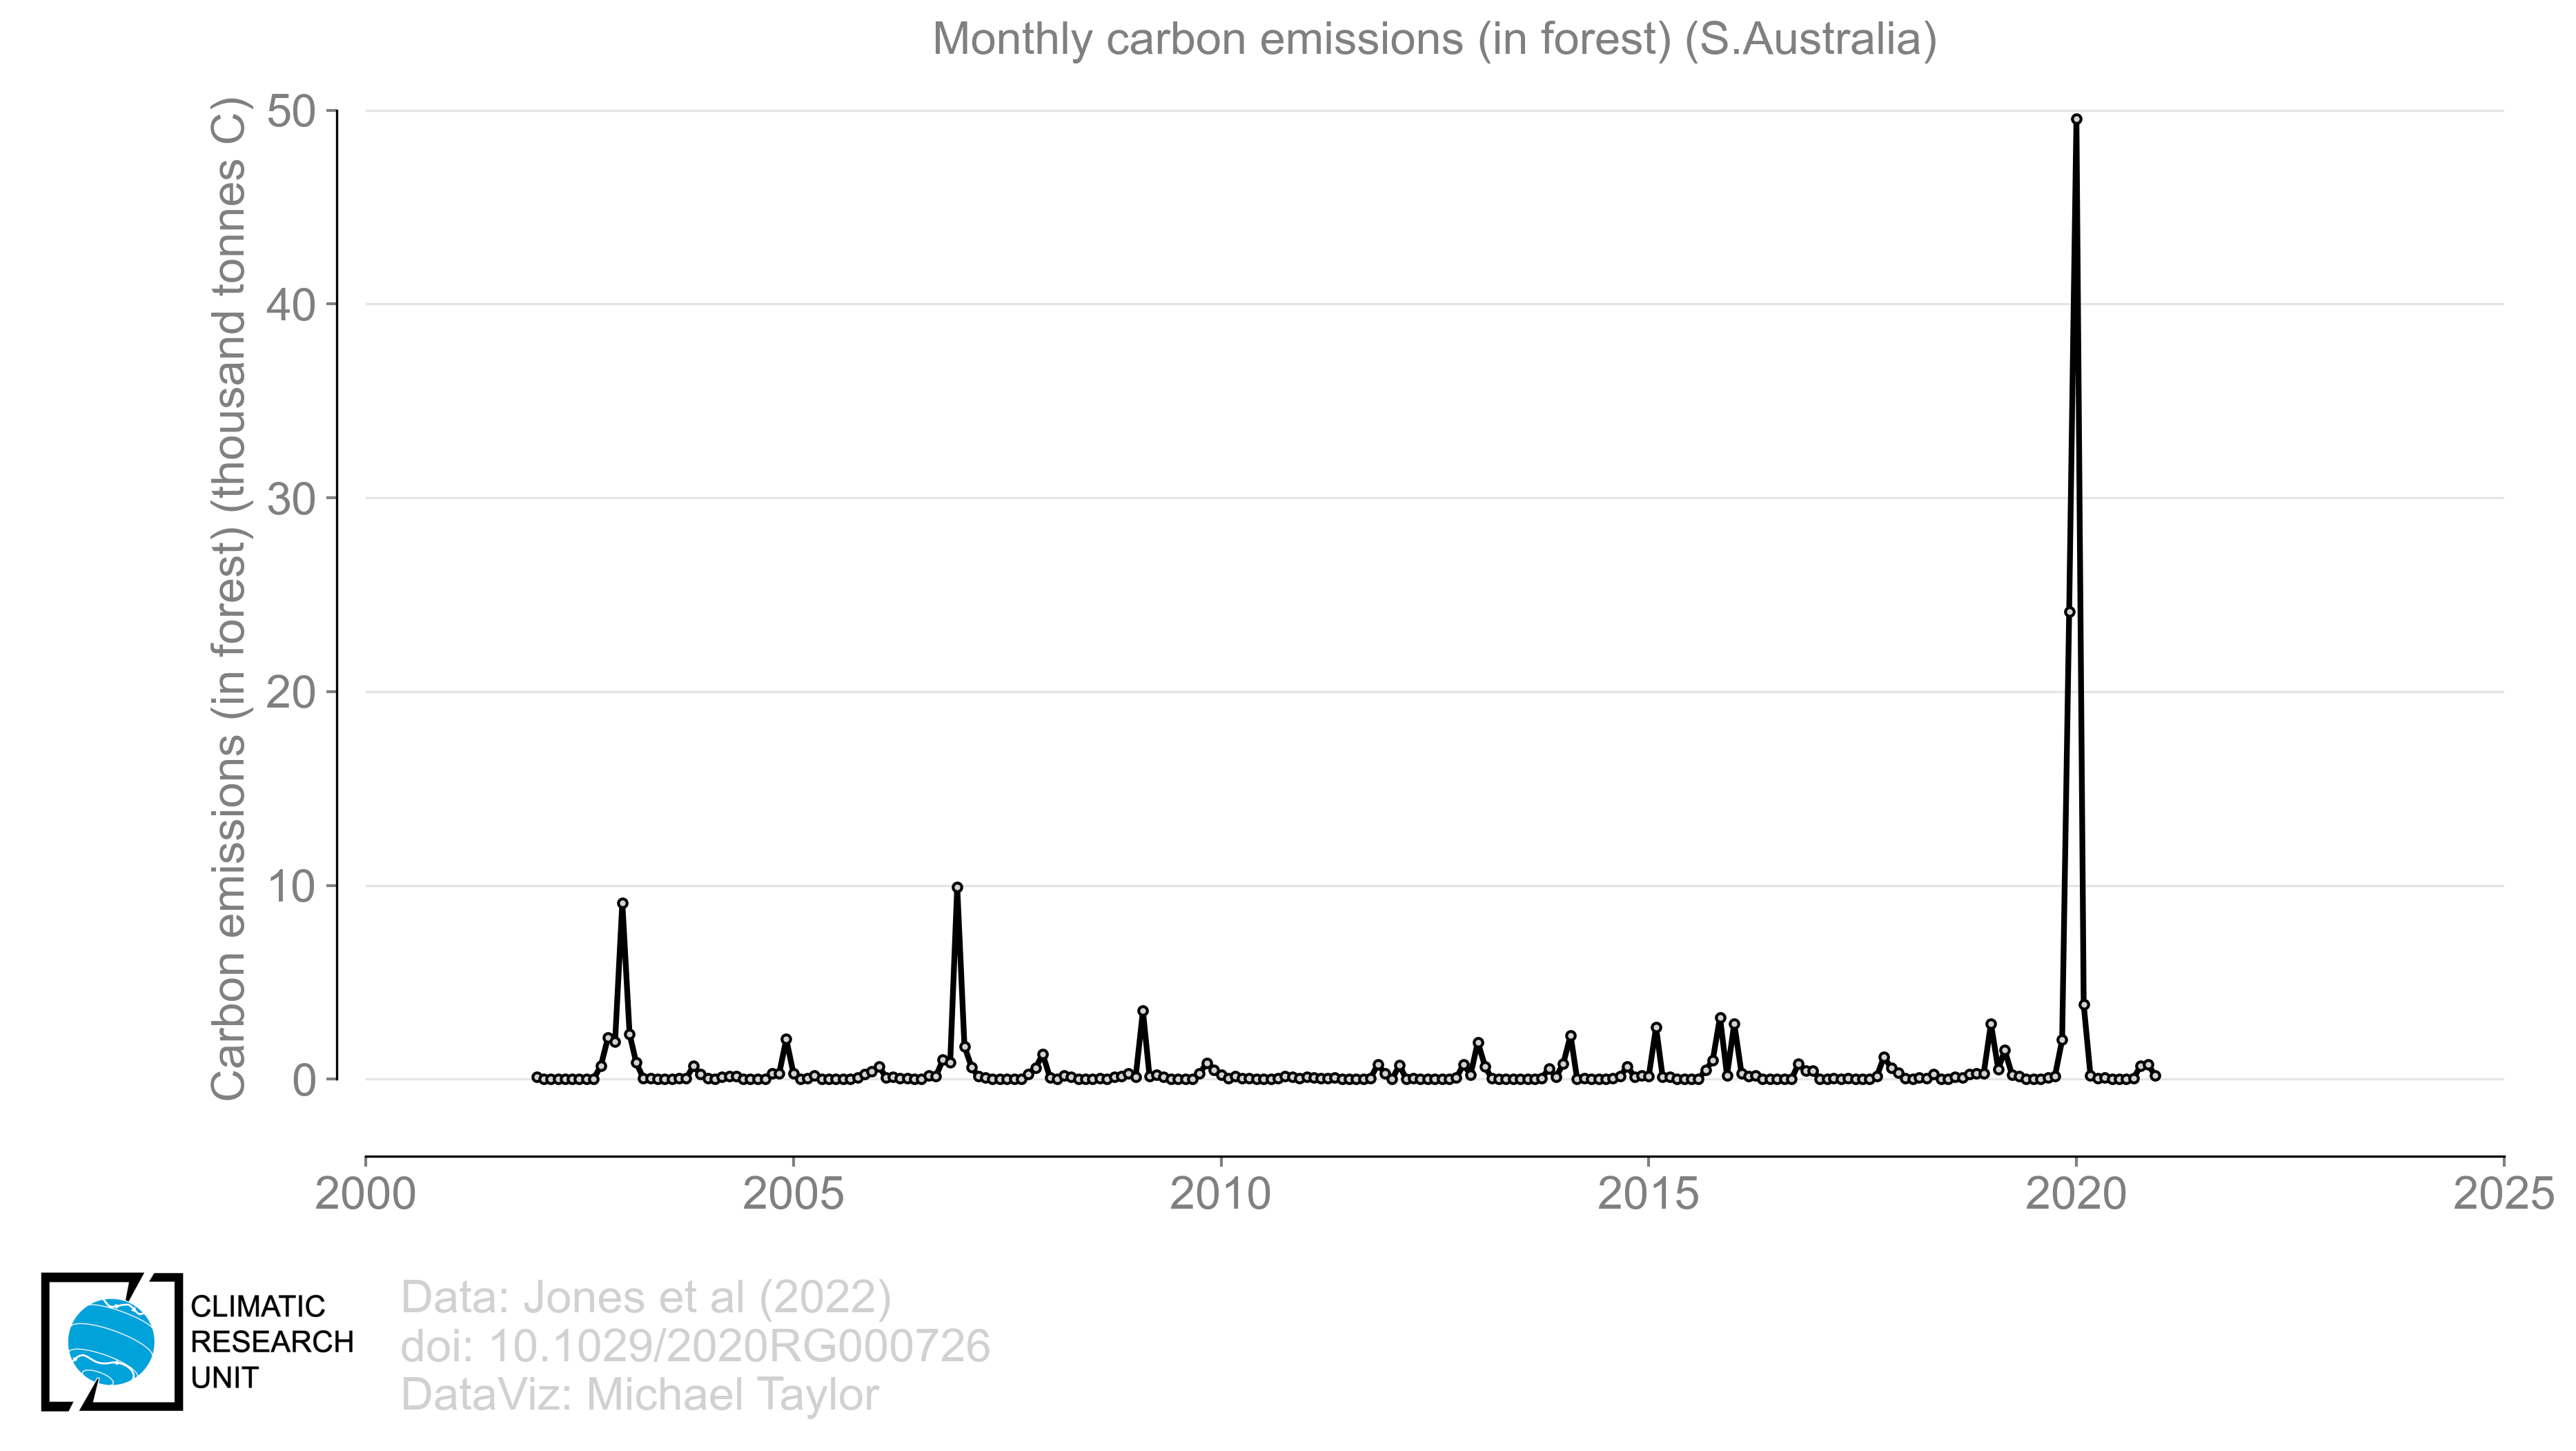 Monthly carbon emissions (in forest) (S.Australia)
Carbon emissions (in forest) (thousand tonnes C)
50
40
30
20
10
0
2000
2005
2010
2015
2020
2025
CLIMATIC
RESEARCH
UNIT
Data: Jones et al (2022)
doi: 10.1029/2020RG000726
DataViz: Michael Taylor